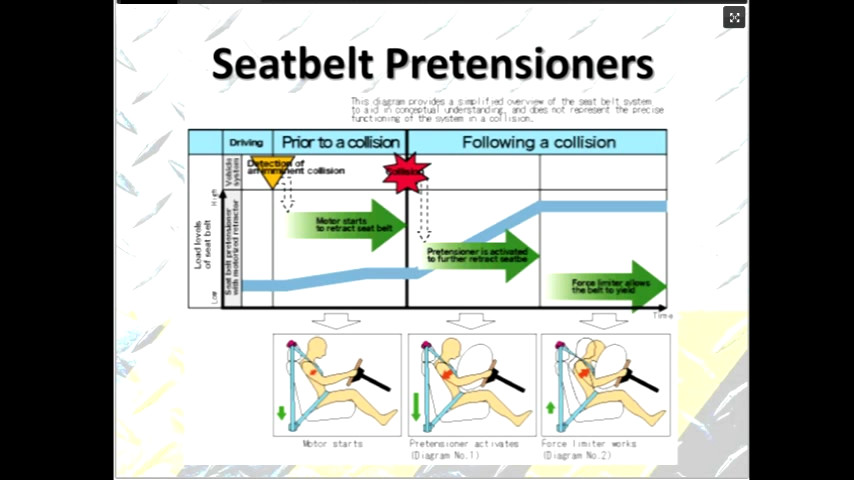 Seatbelt Pretensioners
This diagram provides a simplified overview of the seat belt system
to aid in conceptual understanding, and does not represent the precise
functioning of the system in a collision.
Driving
Prior to a collision
Following a collision
Vehicle
system
Detection of
an imminent collision
Collision
High
Load levels
of seat belt
Low
Seat belt pretensioner
with motorized retractor
Motor starts
to retract seat belt
Pretensioner is activated
to further retract seatbe
Force limiter allows
the belt to yield
Time
Motor starts
Pretensioner activates
(Diagram No.1)
Force limiter works
(Diagram No.2)